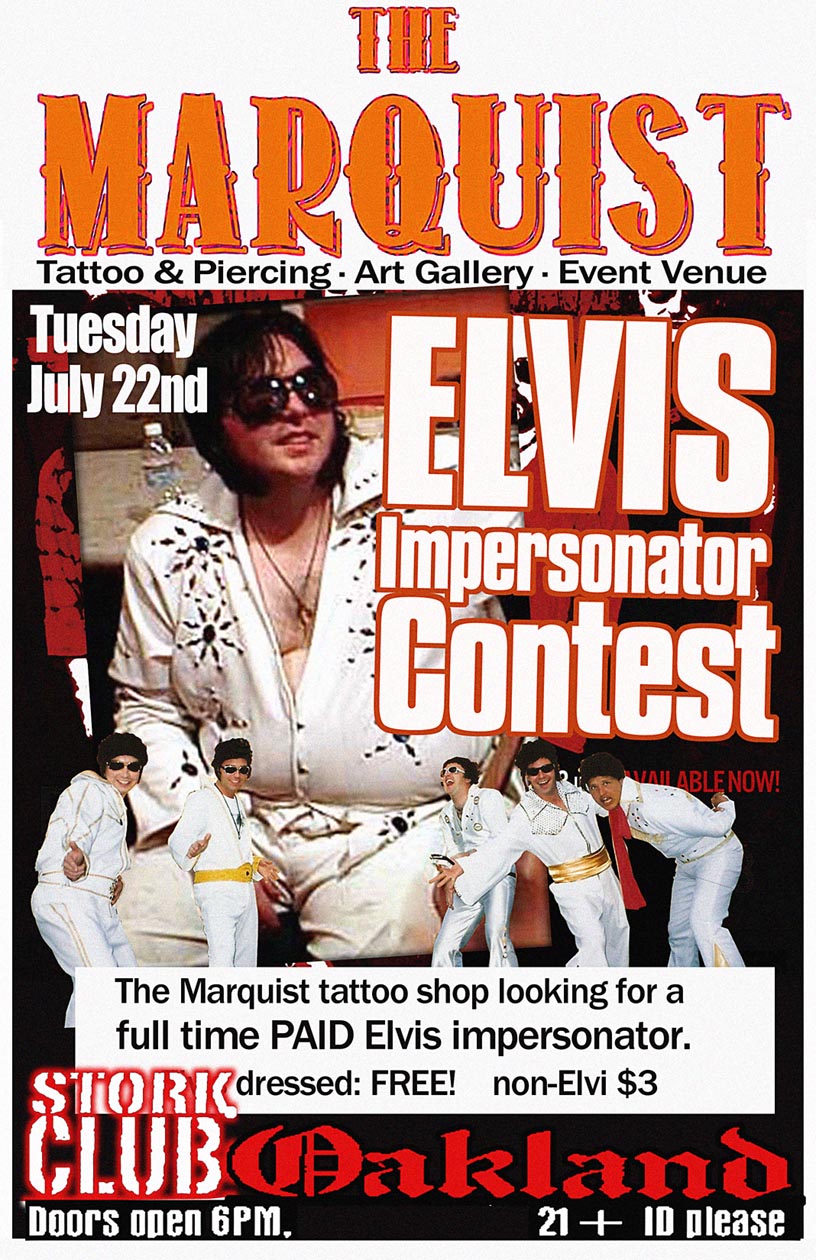 THE
MARQUIST
Tattoo & Piercing · Art Gallery · Event Venue
Tuesday
July 22nd
ELVIS
Impersonator
Contest
AVAILABLE NOW!
The Marquist tattoo shop looking for a
full time PAID Elvis impersonator.
dressed: FREE! non-Elvi $3
STORK
CLUB
Oakland
Doors open 6PM.
21 + ID please